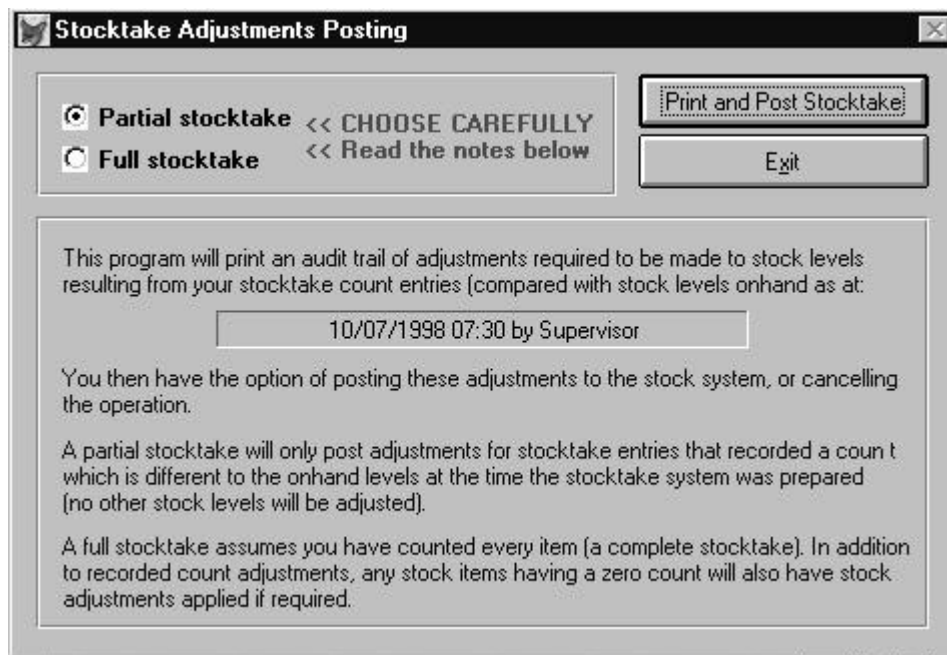 Stocktake Adjustments Posting
Partial stocktake << CHOOSE CAREFULLY
Full stocktake << Read the notes below
Print and Post Stocktake
Exit
This program will print an audit trail of adjustments required to be made to stock levels
resulting from your stocktake count entries (compared with stock levels onhand as at:
10/07/1998 07:30 by Supervisor
You then have the option of posting these adjustments to the stock system, or cancelling
the operation.
A partial stocktake will only post adjustments for stocktake entries that recorded a coun t
which is different to the onhand levels at the time the stocktake system was prepared
(no other stock levels will be adjusted).
A full stocktake assumes you have counted every item (a complete stocktake). In addition
to recorded count adjustments, any stock items having a zero count will also have stock
adjustments applied if required.